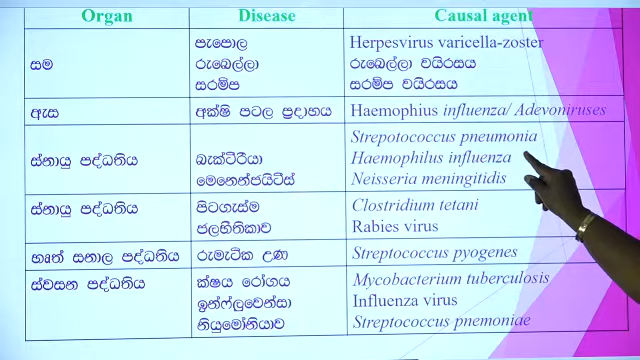 Organ Disease Causal agent
සම පැපොල Herpesvirus varicella-zoster
රුබෙල්ලා රුබෙල්ලා වයිරසය
සරම්ප සරම්ප වයිරසය
ඇස අක්ෂි පටල ප්‍රදාහය Haemophius influenza/ Adevoniruses
Strepotococcus pneumonia
ස්නායු පද්ධතිය බැක්ටීරියා Haemophilus influenza
මෙනෙන්ජයිටීස් Neisseria meningitidis
ස්නායු පද්ධතිය පිටගැස්ම Clostridium tetani
ජලභීතිකාව Rabies virus
හෘත් සනාල පද්ධතිය රුමැටික උණ Streptococcus pyogenes
ස්වසන පද්ධතිය ක්ෂය රෝගය Mycobacterium tuberculosis
ඉන්ෆ්ලුවෙන්සා Influenza virus
නියුමෝනියාව Streptococcus pnemoniae